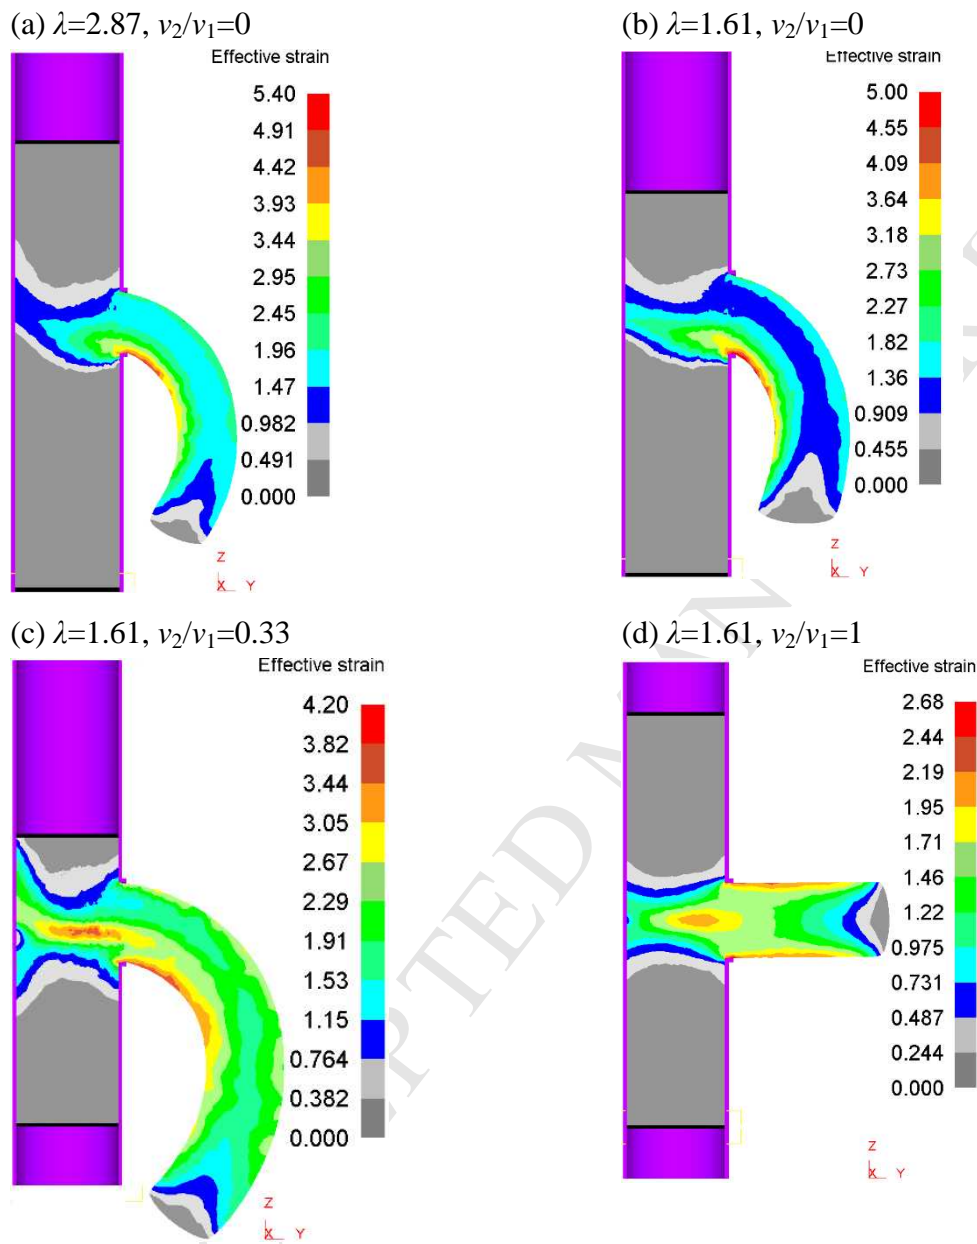 (a) λ=2.87, v₂/v₁=0
Effective strain
5.40
4.91
4.42
3.93
3.44
2.95
2.45
1.96
1.47
0.982
0.491
0.000
Z
X Y
(b) λ=1.61, v₂/v₁=0
Effective strain
5.00
4.55
4.09
3.64
3.18
2.73
2.27
1.82
1.36
0.909
0.455
0.000
Z
X Y
(c) λ=1.61, v₂/v₁=0.33
Effective strain
4.20
3.82
3.44
3.05
2.67
2.29
1.91
1.53
1.15
0.764
0.382
0.000
Z
X Y
(d) λ=1.61, v₂/v₁=1
Effective strain
2.68
2.44
2.19
1.95
1.71
1.46
1.22
0.975
0.731
0.487
0.244
0.000
Z
X Y
EPTED MAN